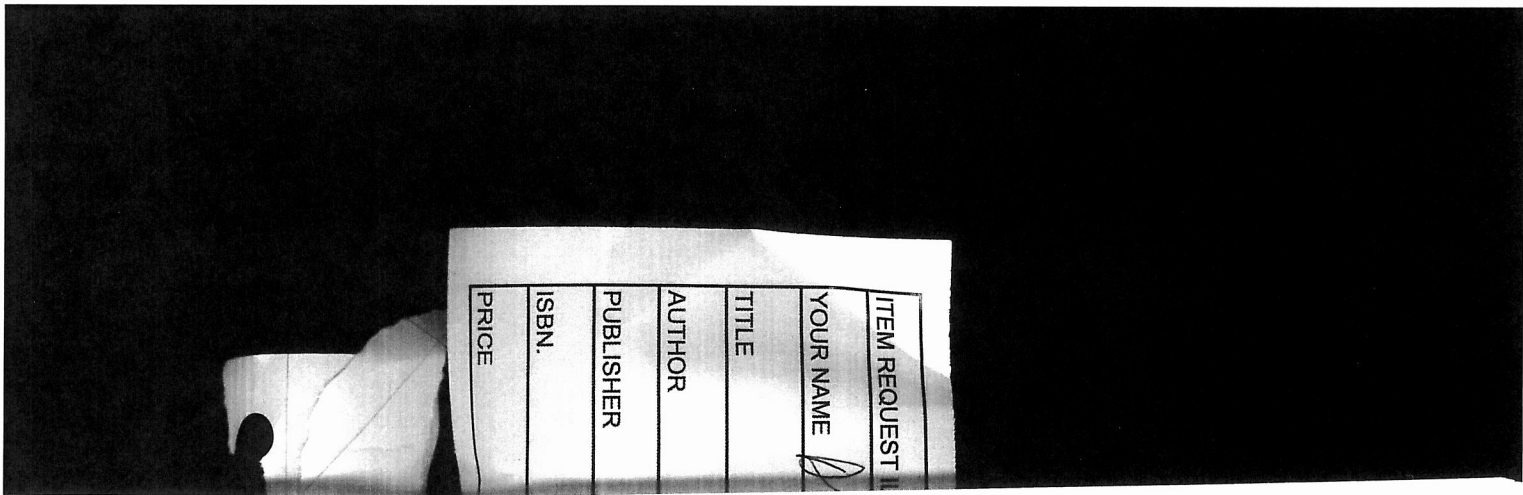 ITEM REQUEST
YOUR NAME
TITLE
AUTHOR
PUBLISHER
ISBN.
PRICE